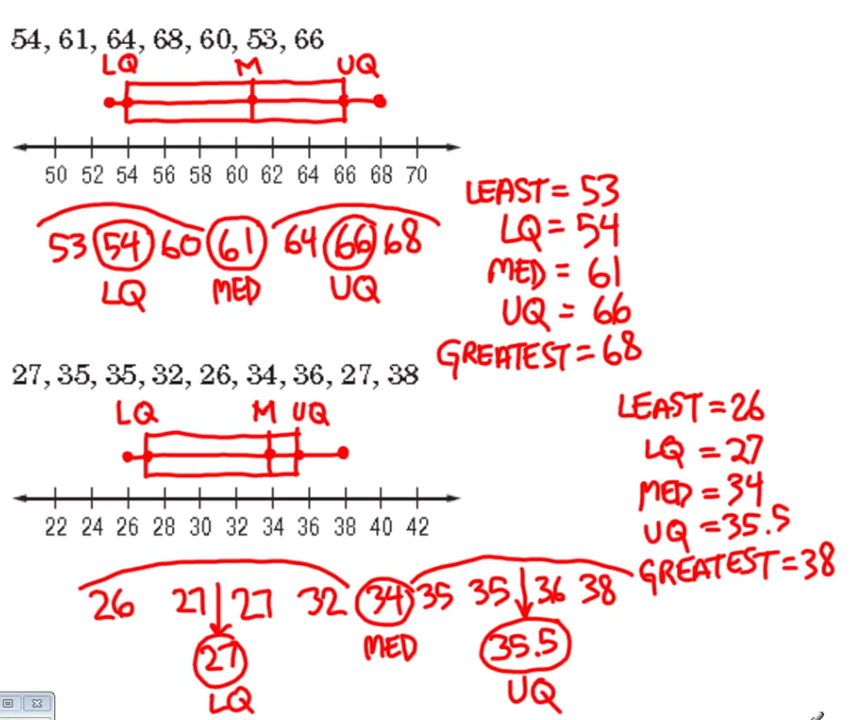 54, 61, 64, 68, 60, 53, 66
LQ M UQ
50 52 54 56 58 60 62 64 66 68 70
53 54 60 61 64 66 68
LQ MED UQ
LEAST = 53
LQ = 54
MED = 61
UQ = 66
GREATEST = 68
27, 35, 35, 32, 26, 34, 36, 27, 38
LQ M UQ
22 24 26 28 30 32 34 36 38 40 42
26 27 27 32 34 35 35 36 38
27 MED 35.5
LQ UQ
LEAST = 26
LQ = 27
MED = 34
UQ = 35.5
GREATEST = 38